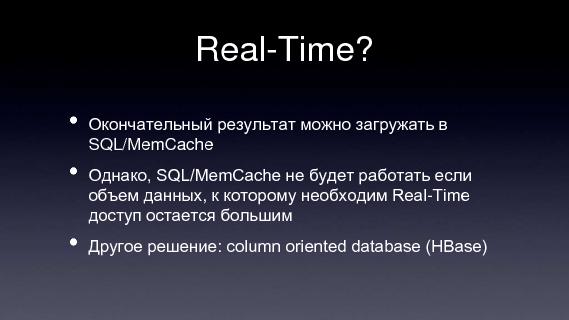 Real-Time?
• Окончательный результат можно загружать в
SQL/MemCache
• Однако, SQL/MemCache не будет работать если
объем данных, к которому необходим Real-Time
доступ остается большим
• Другое решение: column oriented database (HBase)